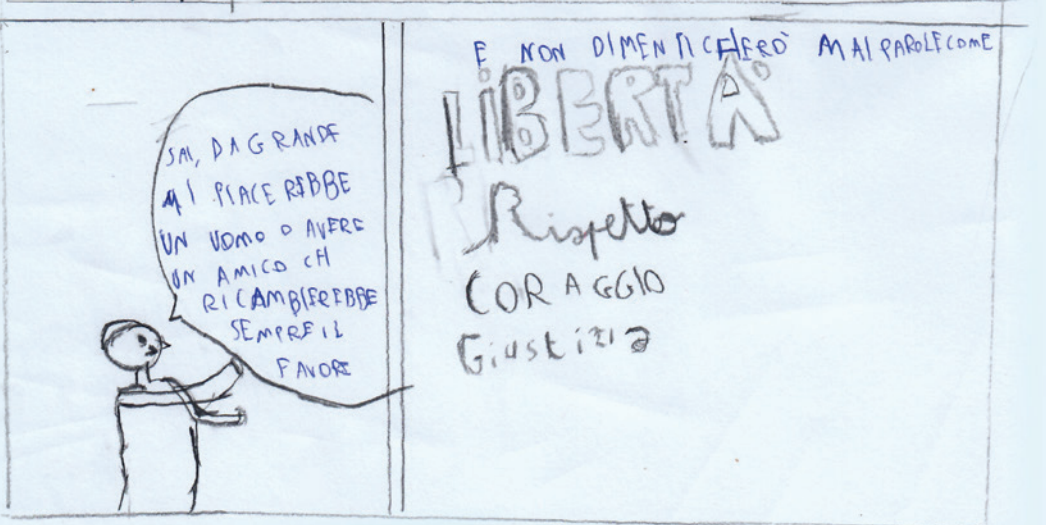 SAI, DA GRANDE
MI PIACEREBBE
UN UOMO O AVERE
UN AMICO CH
RICAMBIEREBBE
SEMPRE IL
FAVORE
E NON DIMENTICHERÒ MAI PAROLE COME
LIBERTÀ
Rispetto
CORAGGIO
Giustizia